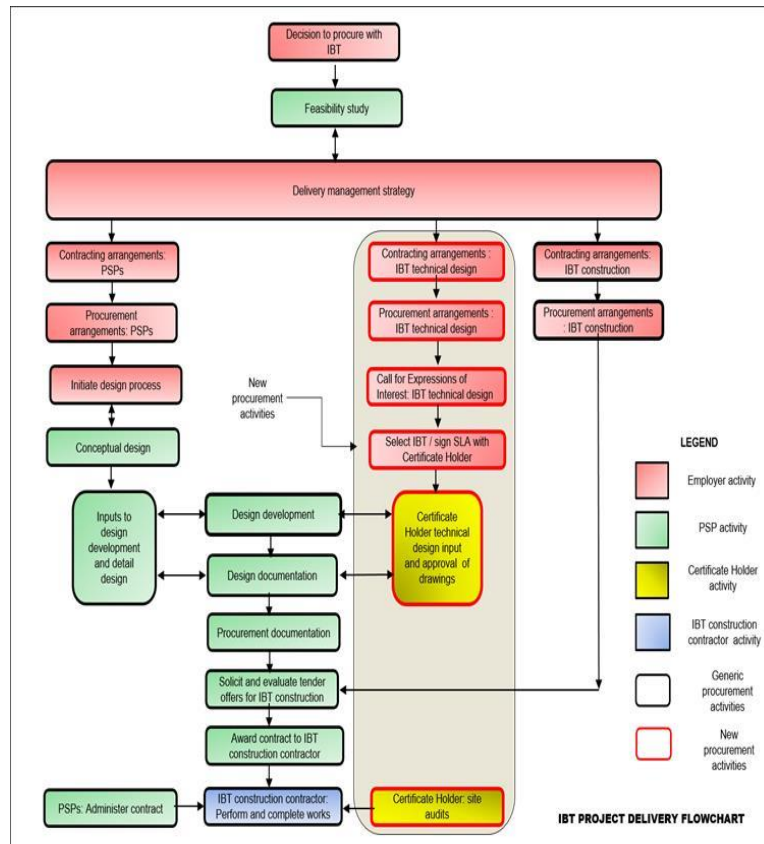 Decision to procure with
IBT
Feasibility study
Delivery management strategy
Contracting arrangements:
PSPs
Contracting arrangements :
IBT technical design
Contracting arrangements:
IBT construction
Procurement
arrangements: PSPs
Procurement arrangements :
IBT technical design
Procurement arrangements
: IBT construction
Initiate design process
New
procurement
activities
Call for Expressions of
Interest: IBT technical design
Conceptual design
Select IBT / sign SLA with
Certificate Holder
Inputs to
design
development
and detail
design
Design development
Certificate
Holder technical
design input
and approval of
drawings
Design documentation
Procurement documentation
Solicit and evaluate tender
offers for IBT construction
Award contract to IBT
construction contractor
PSPs: Administer contract
IBT construction contractor:
Perform and complete works
Certificate Holder: site
audits
LEGEND
Employer activity
PSP activity
Certificate Holder
activity
IBT construction
contractor activity
Generic
procurement
activities
New
procurement
activities
IBT PROJECT DELIVERY FLOWCHART